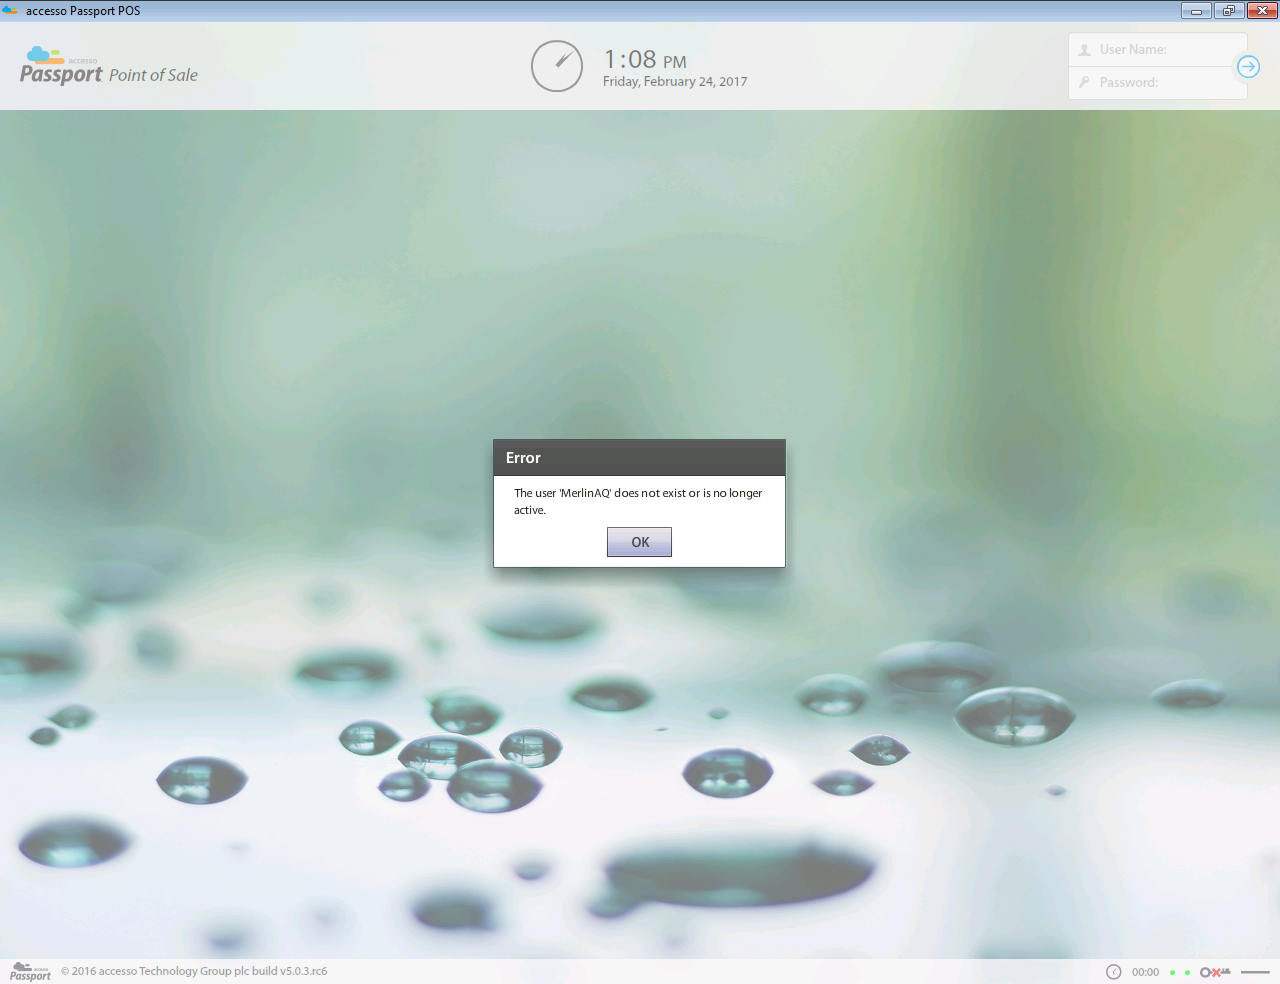 accesso Passport POS
accesso
Passport Point of Sale
1:08 PM
Friday, February 24, 2017
User Name:
Password:
Error
The user 'MerlinAQ' does not exist or is no longer
active.
OK
accesso
Passport
© 2016 accesso Technology Group plc build v5.0.3.rc6
00:00